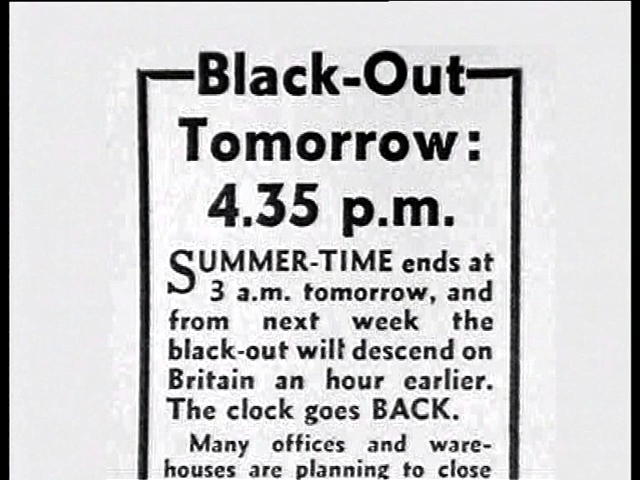 Black-Out
Tomorrow:
4.35 p.m.
SUMMER-TIME ends at
3 a.m. tomorrow, and
from next week the
black-out will descend on
Britain an hour earlier.
The clock goes BACK.
Many offices and ware-
houses are planning to close